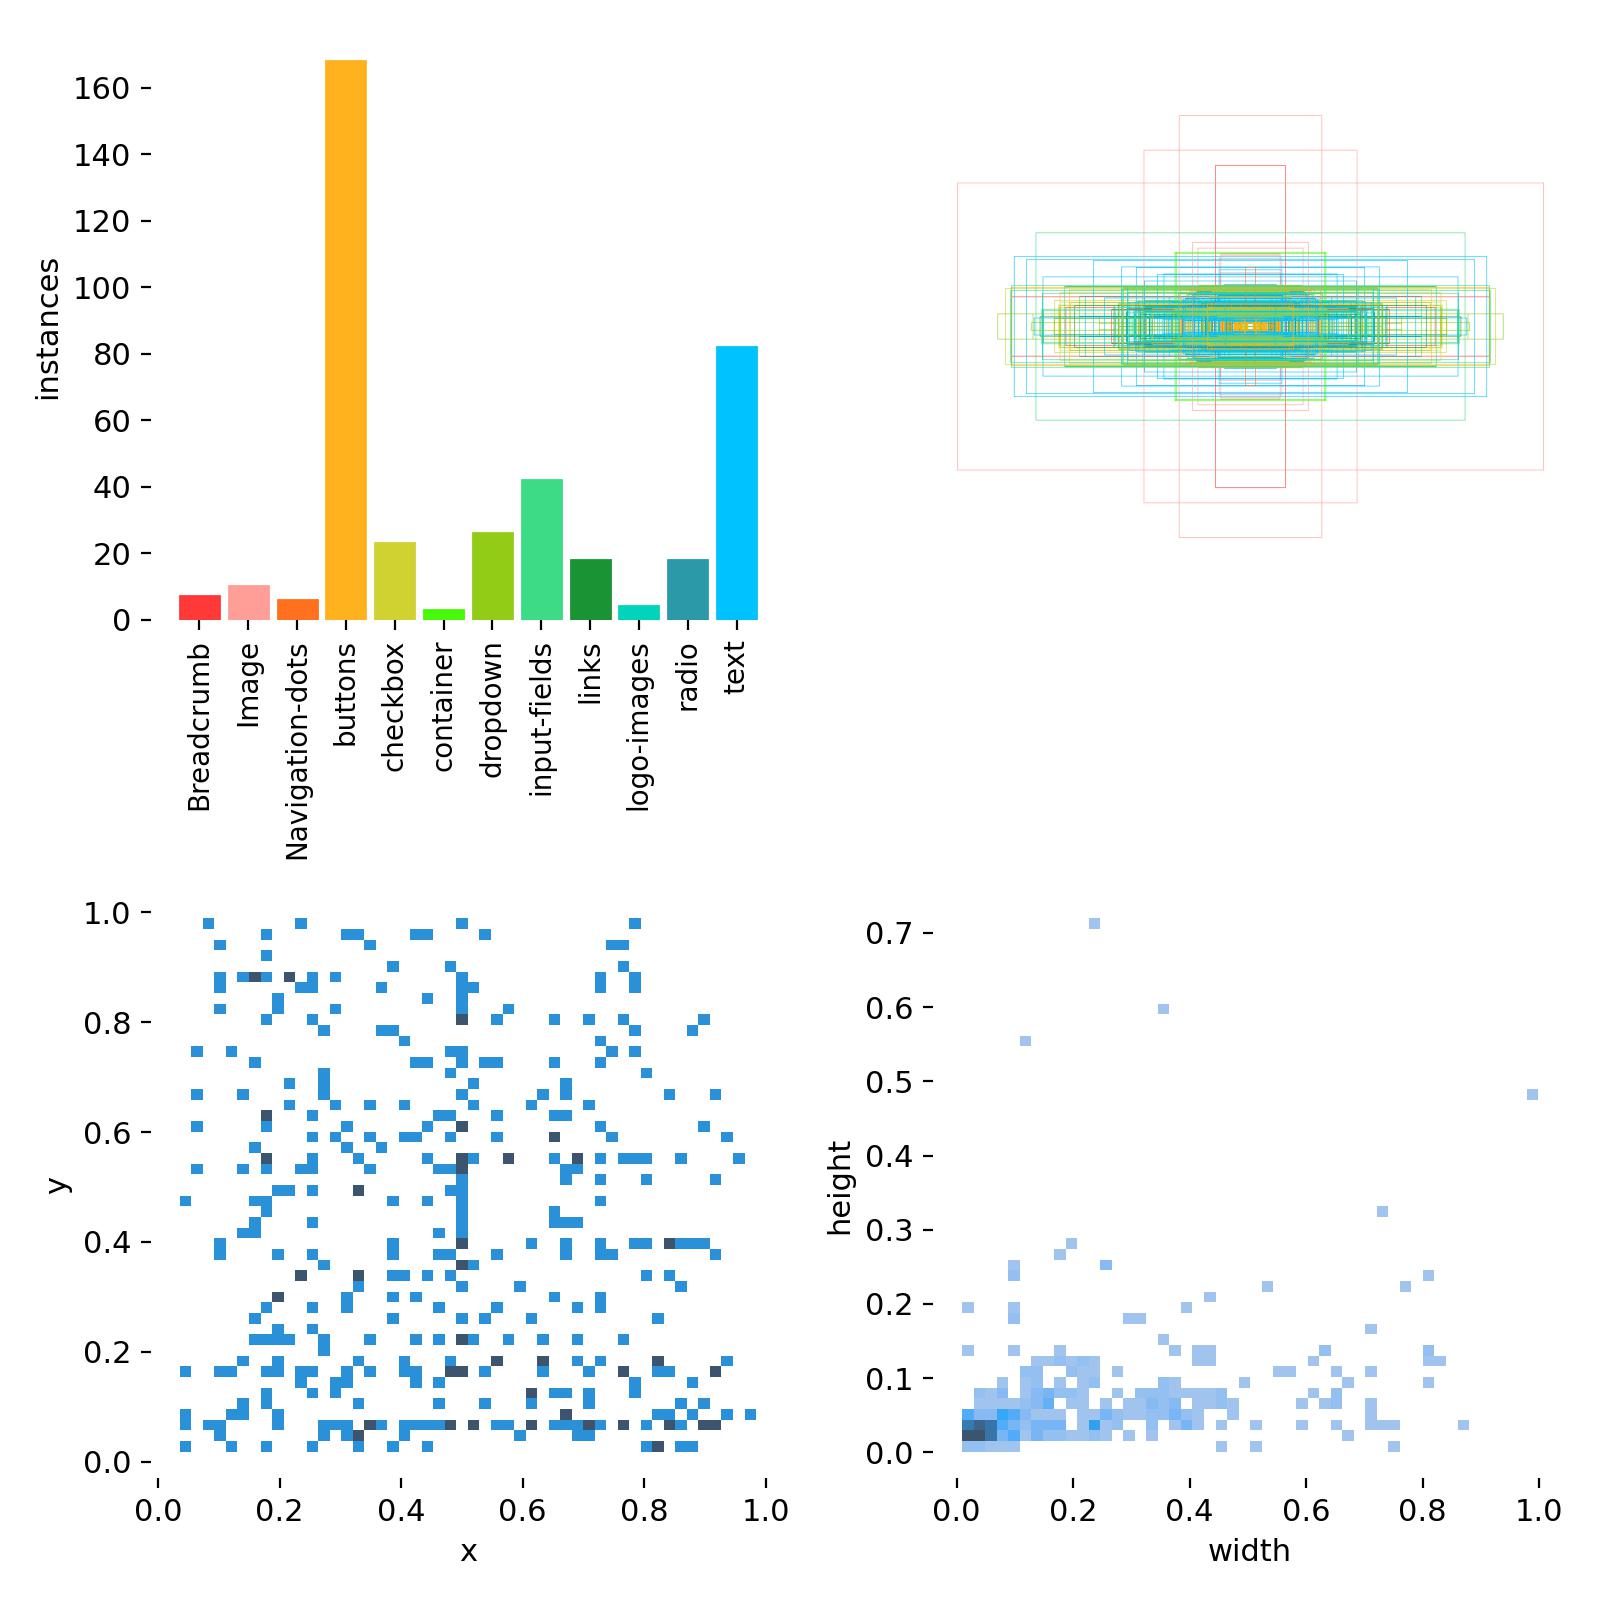 160
140
120
100
80
60
40
20
0
instances
Breadcrumb
Image
Navigation-dots
buttons
checkbox
container
dropdown
input-fields
links
logo-images
radio
text
1.0
0.8
0.6
0.4
0.2
0.0
y
0.0 0.2 0.4 0.6 0.8 1.0
x
0.7
0.6
0.5
0.4
0.3
0.2
0.1
0.0
height
0.0 0.2 0.4 0.6 0.8 1.0
width